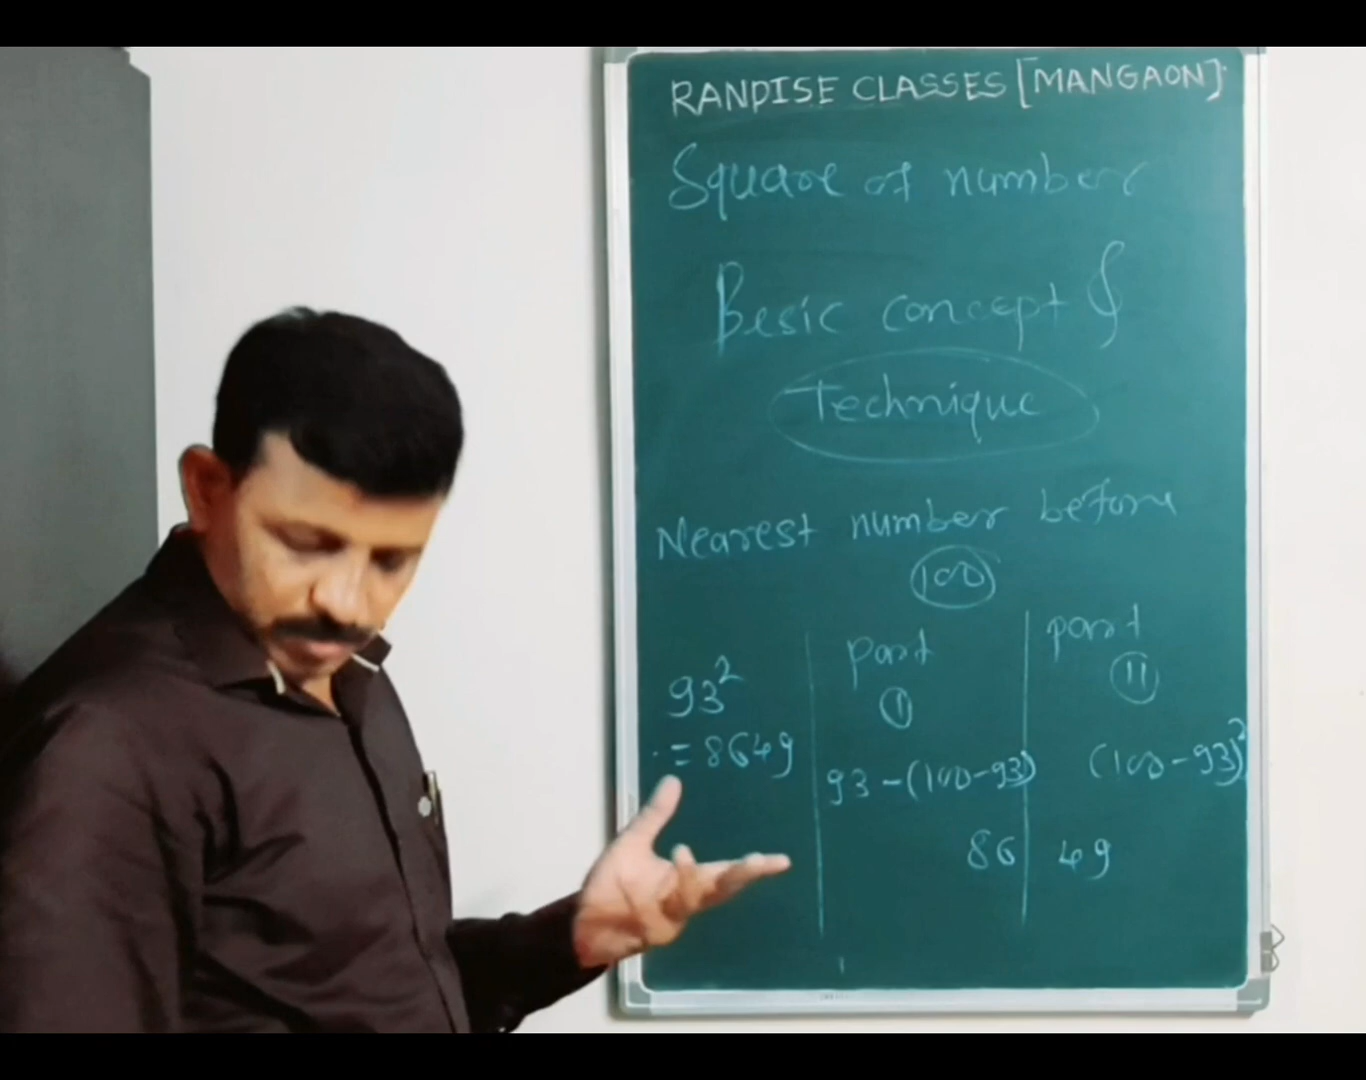 RANDISE CLASSES [MANGAON]
Square of number
Besic concept &
Technique
Nearest number before
100
93²
= 8649
part
I
93-(100-93)
86
part
II
(100-93)²
49